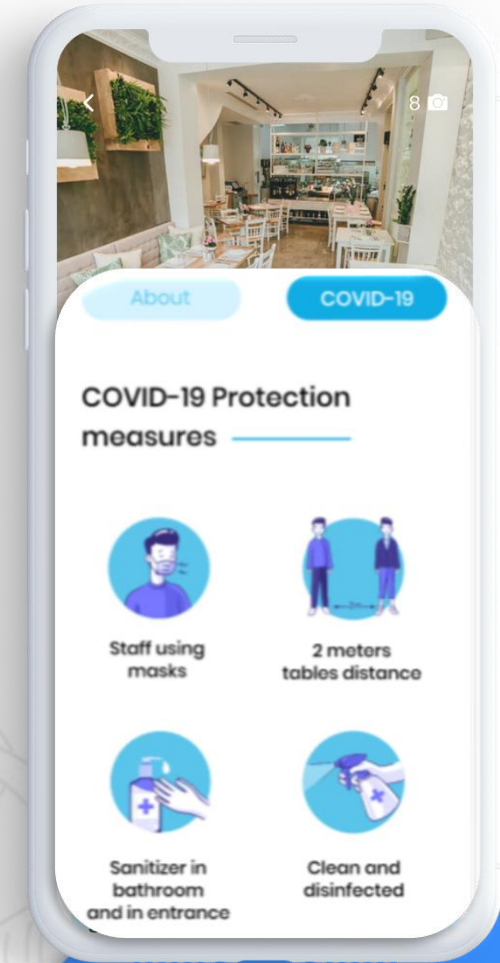 8
About
COVID-19
COVID-19 Protection
measures
Staff using
masks
2 meters
tables distance
Sanitizer in
bathroom
and in entrance
Clean and
disinfected